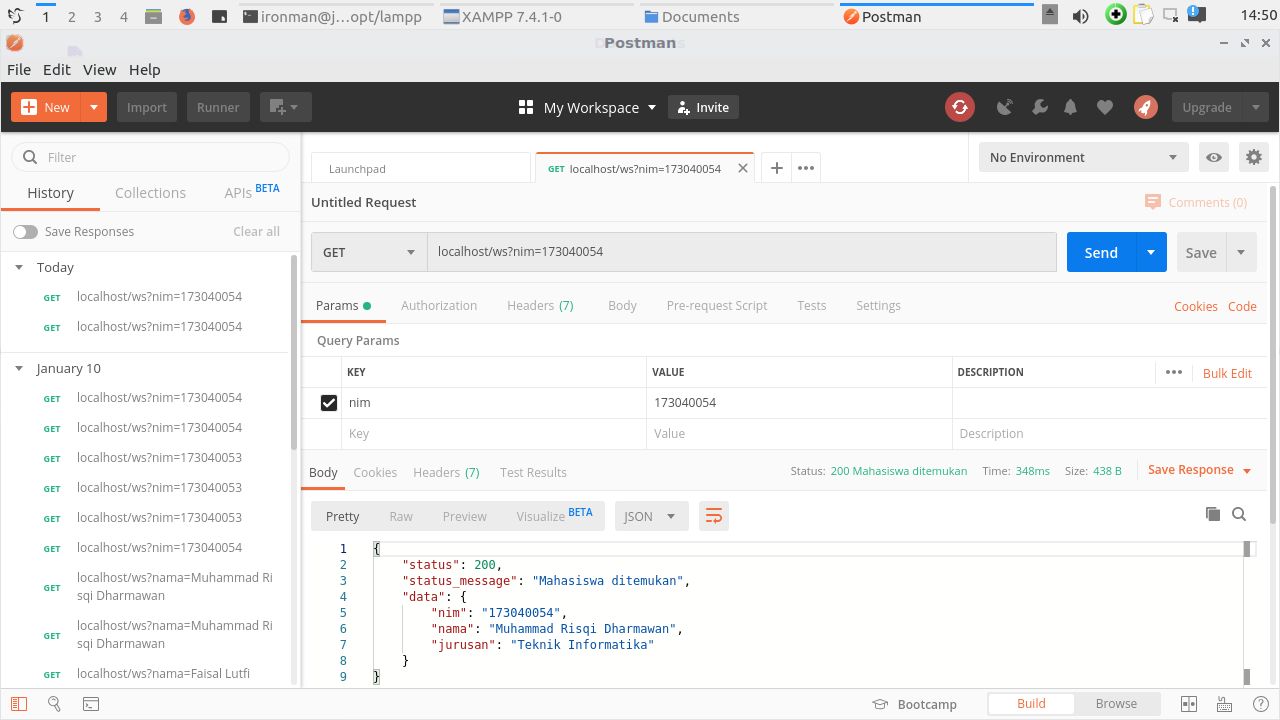 1 2 3 4 ironman@j...opt/lampp XAMPP 7.4.1-0 Documents Postman 14:50
Postman
File Edit View Help
New Import Runner My Workspace Invite Upgrade
Filter
Launchpad GET localhost/ws?nim=173040054 No Environment
History Collections APIs BETA
Untitled Request Comments (0)
Save Responses Clear all
GET localhost/ws?nim=173040054 Send Save
Today
GET localhost/ws?nim=173040054
GET localhost/ws?nim=173040054
January 10
GET localhost/ws?nim=173040054
GET localhost/ws?nim=173040054
GET localhost/ws?nim=173040053
GET localhost/ws?nim=173040053
GET localhost/ws?nim=173040053
GET localhost/ws?nim=173040054
GET localhost/ws?nama=Muhammad Ri
sqi Dharmawan
GET localhost/ws?nama=Muhammad Ri
sqi Dharmawan
GET localhost/ws?nama=Faisal Lutfi
Params Authorization Headers (7) Body Pre-request Script Tests Settings Cookies Code
Query Params
KEY VALUE DESCRIPTION ••• Bulk Edit
nim 173040054
Key Value Description
Body Cookies Headers (7) Test Results Status: 200 Mahasiswa ditemukan Time: 348ms Size: 438 B Save Response
Pretty Raw Preview Visualize BETA JSON
1 {
2 "status": 200,
3 "status_message": "Mahasiswa ditemukan",
4 "data": {
5 "nim": "173040054",
6 "nama": "Muhammad Risqi Dharmawan",
7 "jurusan": "Teknik Informatika"
8 }
9 }
Bootcamp Build Browse